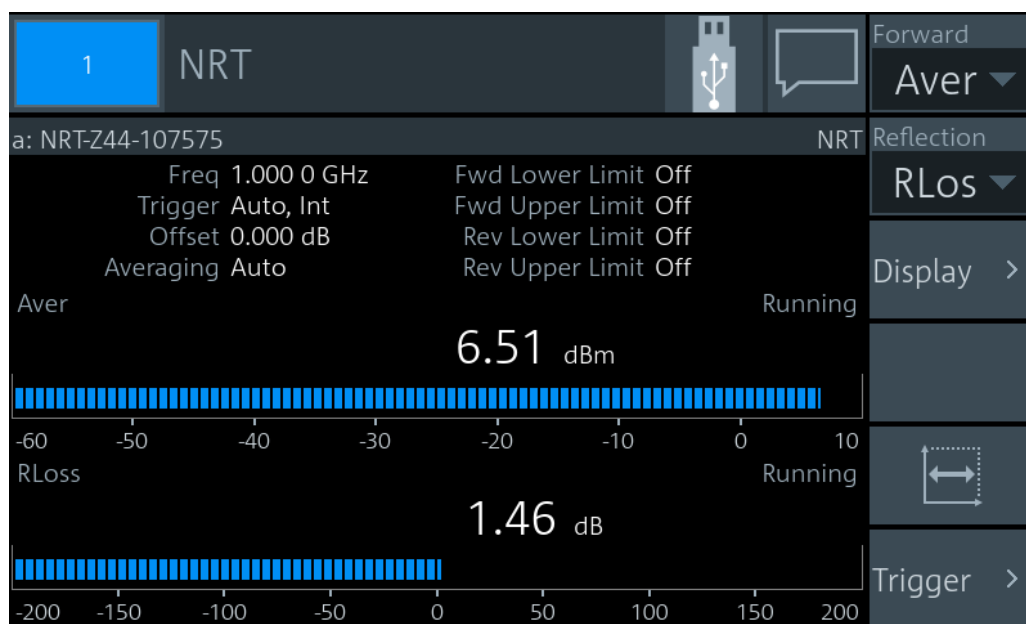 1 NRT
Forward
Aver
a: NRT-Z44-107575 NRT
Reflection
RLos
Freq 1.000 0 GHz Fwd Lower Limit Off
Trigger Auto, Int Fwd Upper Limit Off
Offset 0.000 dB Rev Lower Limit Off
Averaging Auto Rev Upper Limit Off
Display >
Aver Running
6.51 dBm
-60 -50 -40 -30 -20 -10 0 10
RLoss Running
1.46 dB
Trigger >
-200 -150 -100 -50 0 50 100 150 200